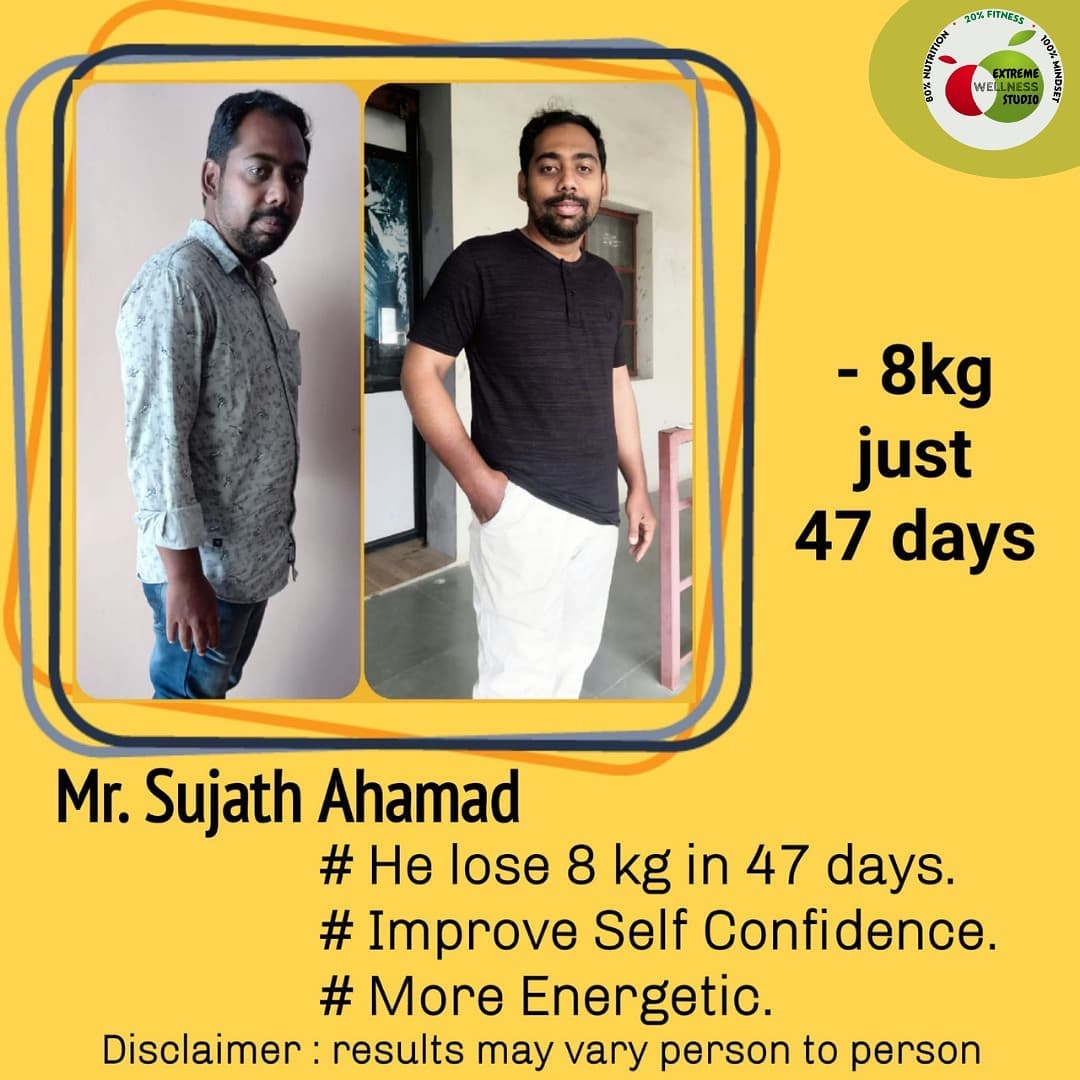 80% NUTRITION • 20% FITNESS • 100% MINDSET
EXTREME
WELLNESS
STUDIO
- 8kg
just
47 days
Mr. Sujath Ahamad
# He lose 8 kg in 47 days.
# Improve Self Confidence.
# More Energetic.
Disclaimer : results may vary person to person